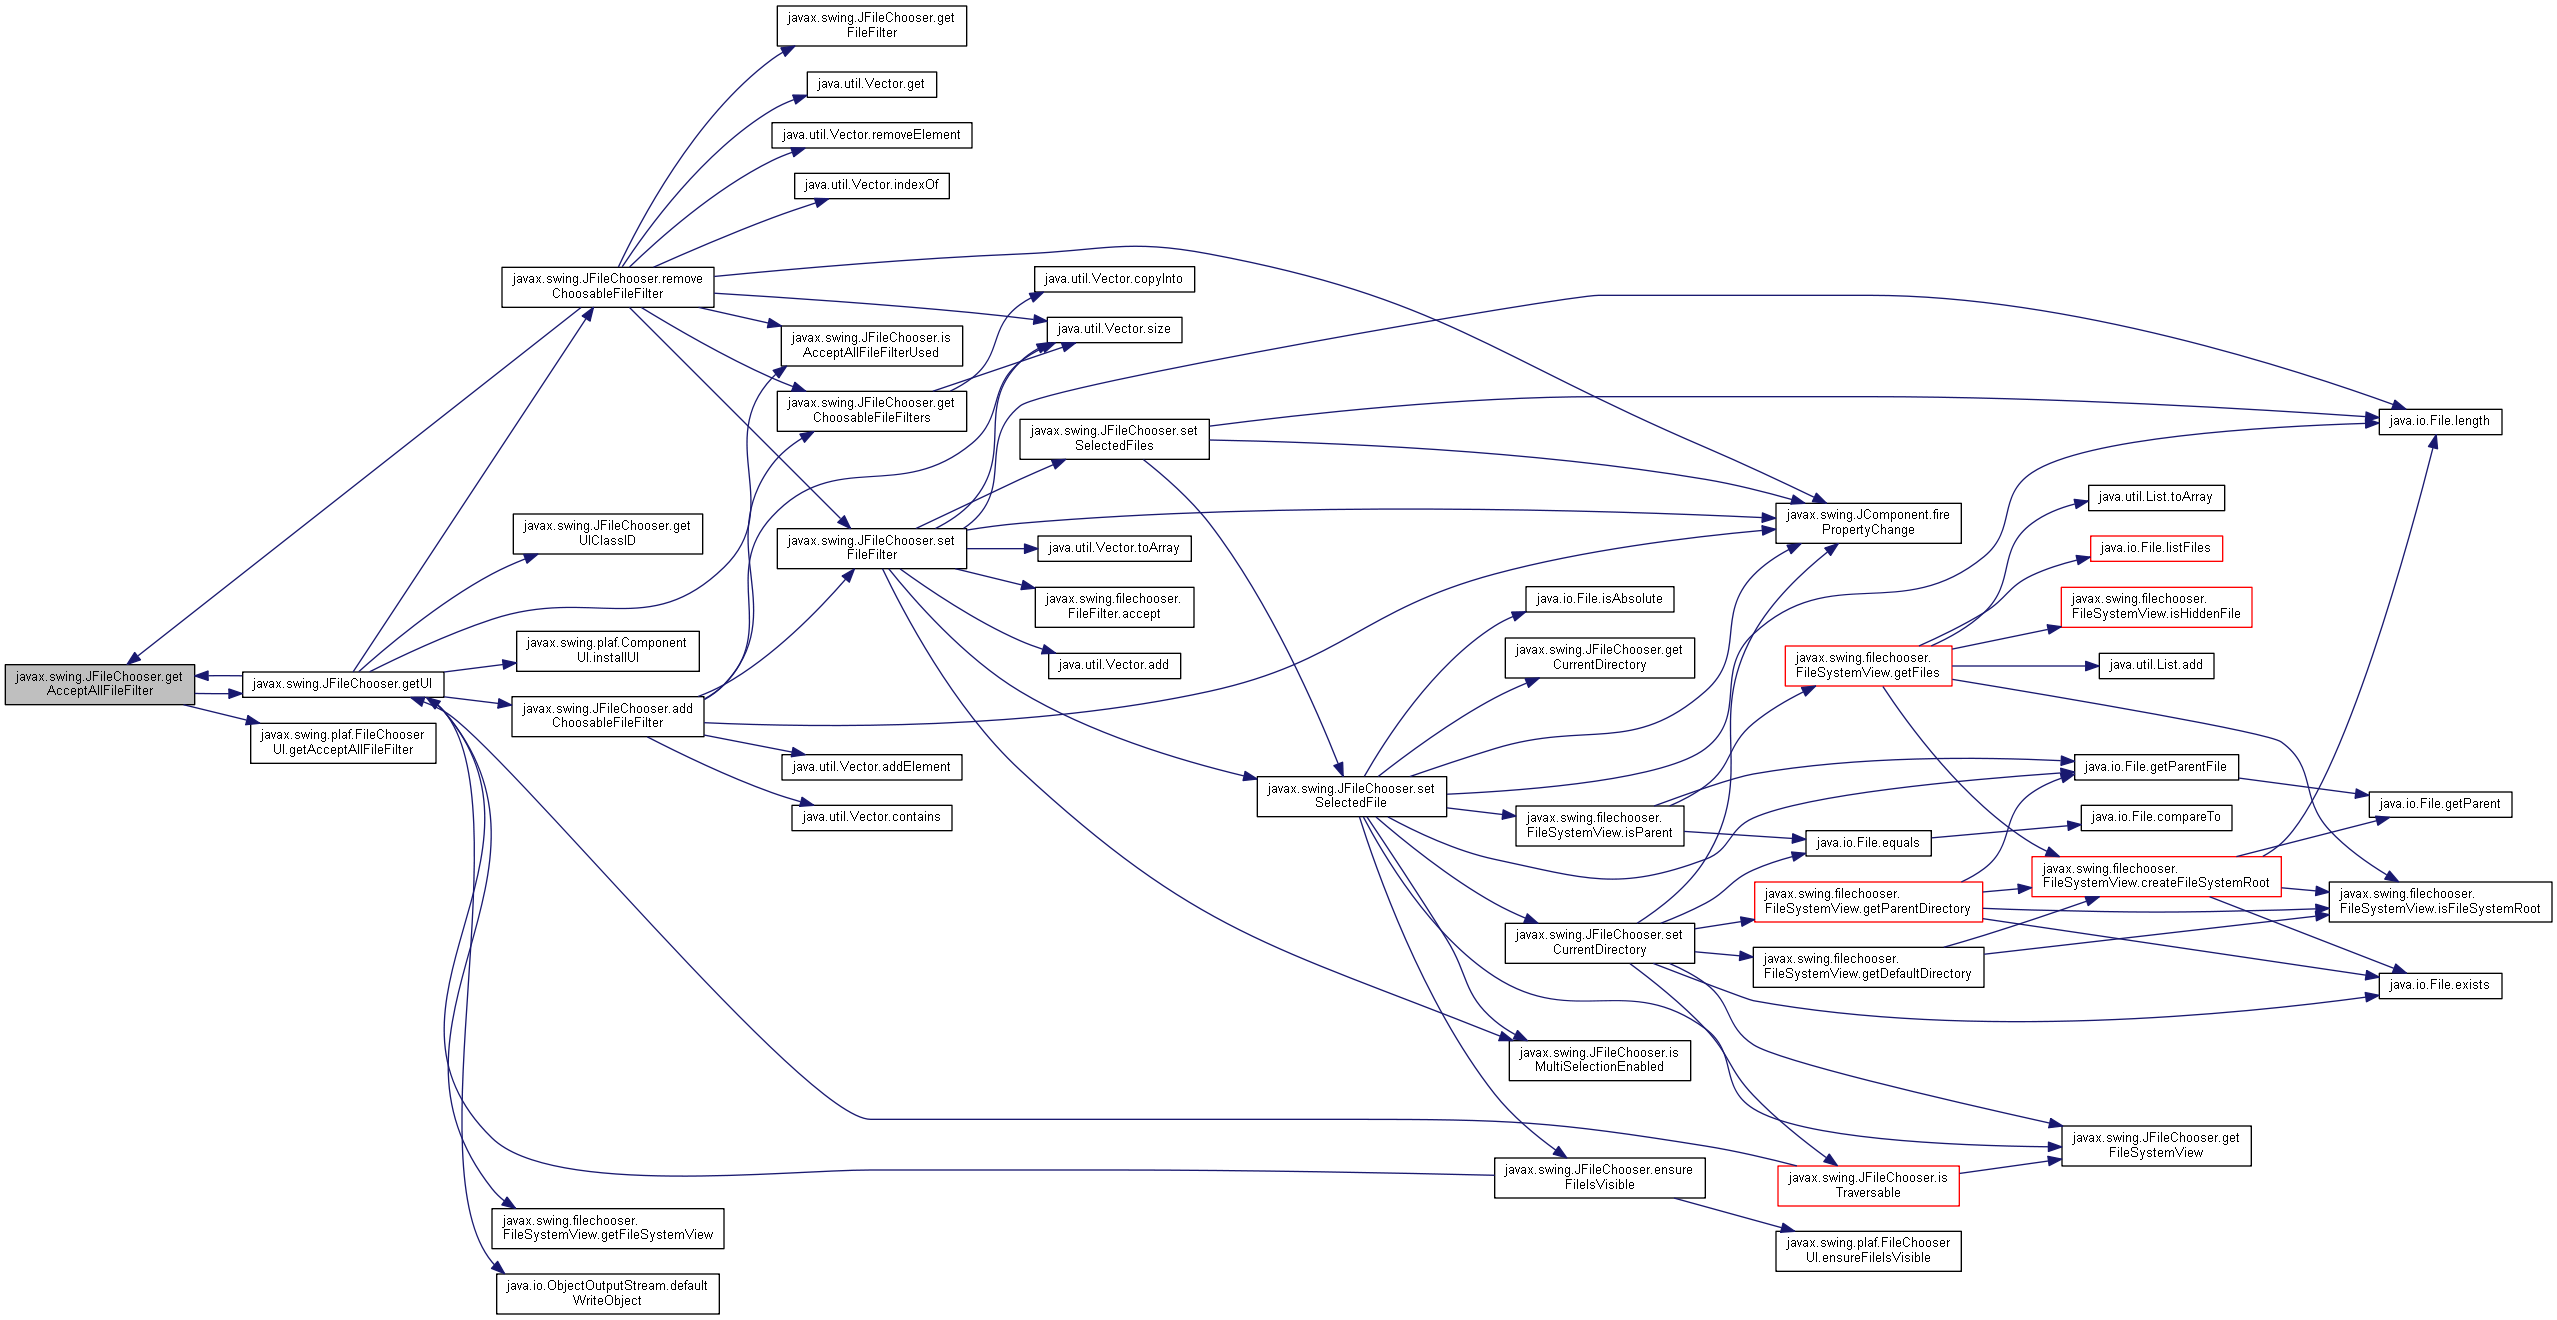 javax.swing.JFileChooser.get
FileFilter
java.util.Vector.get
java.util.Vector.removeElement
java.util.Vector.indexOf
javax.swing.JFileChooser.remove
ChoosableFileFilter
java.util.Vector.copyInto
java.util.Vector.size
javax.swing.JFileChooser.is
AcceptAllFileFilterUsed
javax.swing.JFileChooser.get
ChoosableFileFilters
javax.swing.JFileChooser.set
SelectedFiles
java.io.File.length
javax.swing.JFileChooser.get
UIClassID
javax.swing.JFileChooser.set
FileFilter
java.util.Vector.toArray
javax.swing.JComponent.fire
PropertyChange
java.util.List.toArray
java.io.File.listFiles
javax.swing.filechooser.
FileFilter.accept
java.io.File.isAbsolute
javax.swing.filechooser.
FileSystemView.isHiddenFile
javax.swing.plaf.Component
UI.installUI
java.util.Vector.add
javax.swing.JFileChooser.get
CurrentDirectory
javax.swing.filechooser.
FileSystemView.getFiles
java.util.List.add
javax.swing.JFileChooser.get
AcceptAllFileFilter
javax.swing.JFileChooser.getUI
javax.swing.JFileChooser.add
ChoosableFileFilter
javax.swing.plaf.FileChooser
UI.getAcceptAllFileFilter
java.util.Vector.addElement
java.util.Vector.contains
javax.swing.JFileChooser.set
SelectedFile
java.io.File.getParentFile
java.io.File.getParent
javax.swing.filechooser.
FileSystemView.isParent
java.io.File.equals
java.io.File.compareTo
javax.swing.filechooser.
FileSystemView.createFileSystemRoot
javax.swing.filechooser.
FileSystemView.getParentDirectory
javax.swing.filechooser.
FileSystemView.isFileSystemRoot
javax.swing.JFileChooser.set
CurrentDirectory
javax.swing.filechooser.
FileSystemView.getDefaultDirectory
java.io.File.exists
javax.swing.JFileChooser.is
MultiSelectionEnabled
javax.swing.JFileChooser.get
FileSystemView
javax.swing.JFileChooser.ensure
FileIsVisible
javax.swing.JFileChooser.is
Traversable
javax.swing.filechooser.
FileSystemView.getFileSystemView
javax.swing.plaf.FileChooser
UI.ensureFileIsVisible
java.io.ObjectOutputStream.default
WriteObject